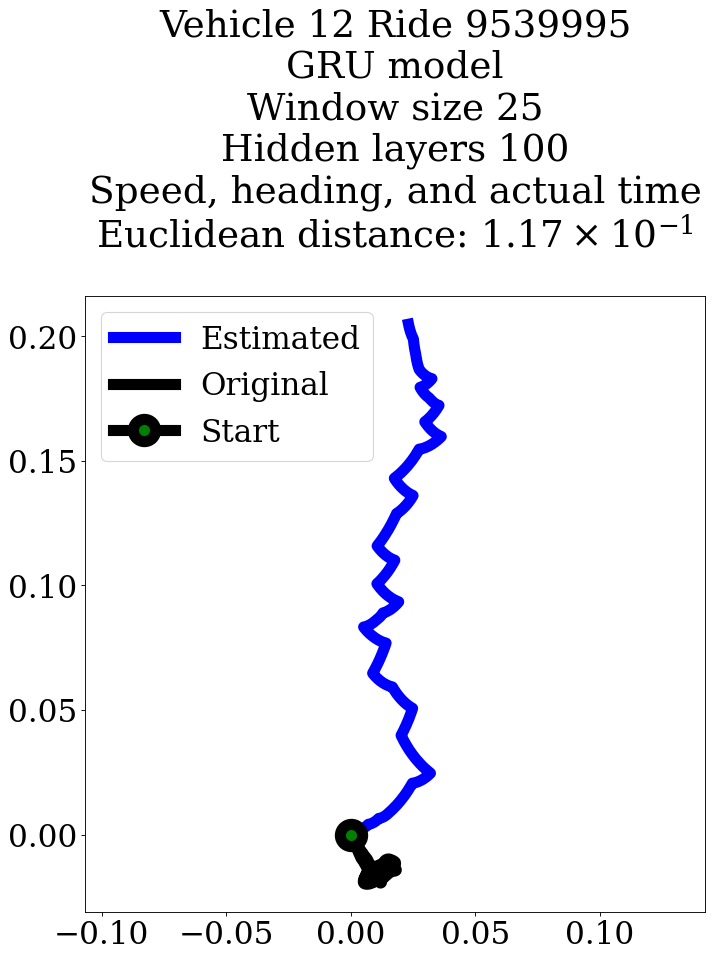 Vehicle 12 Ride 9539995
GRU model
Window size 25
Hidden layers 100
Speed, heading, and actual time
Euclidean distance: 1.17 × 10⁻¹
Estimated
Original
Start
0.20
0.15
0.10
0.05
0.00
−0.10 −0.05 0.00 0.05 0.10